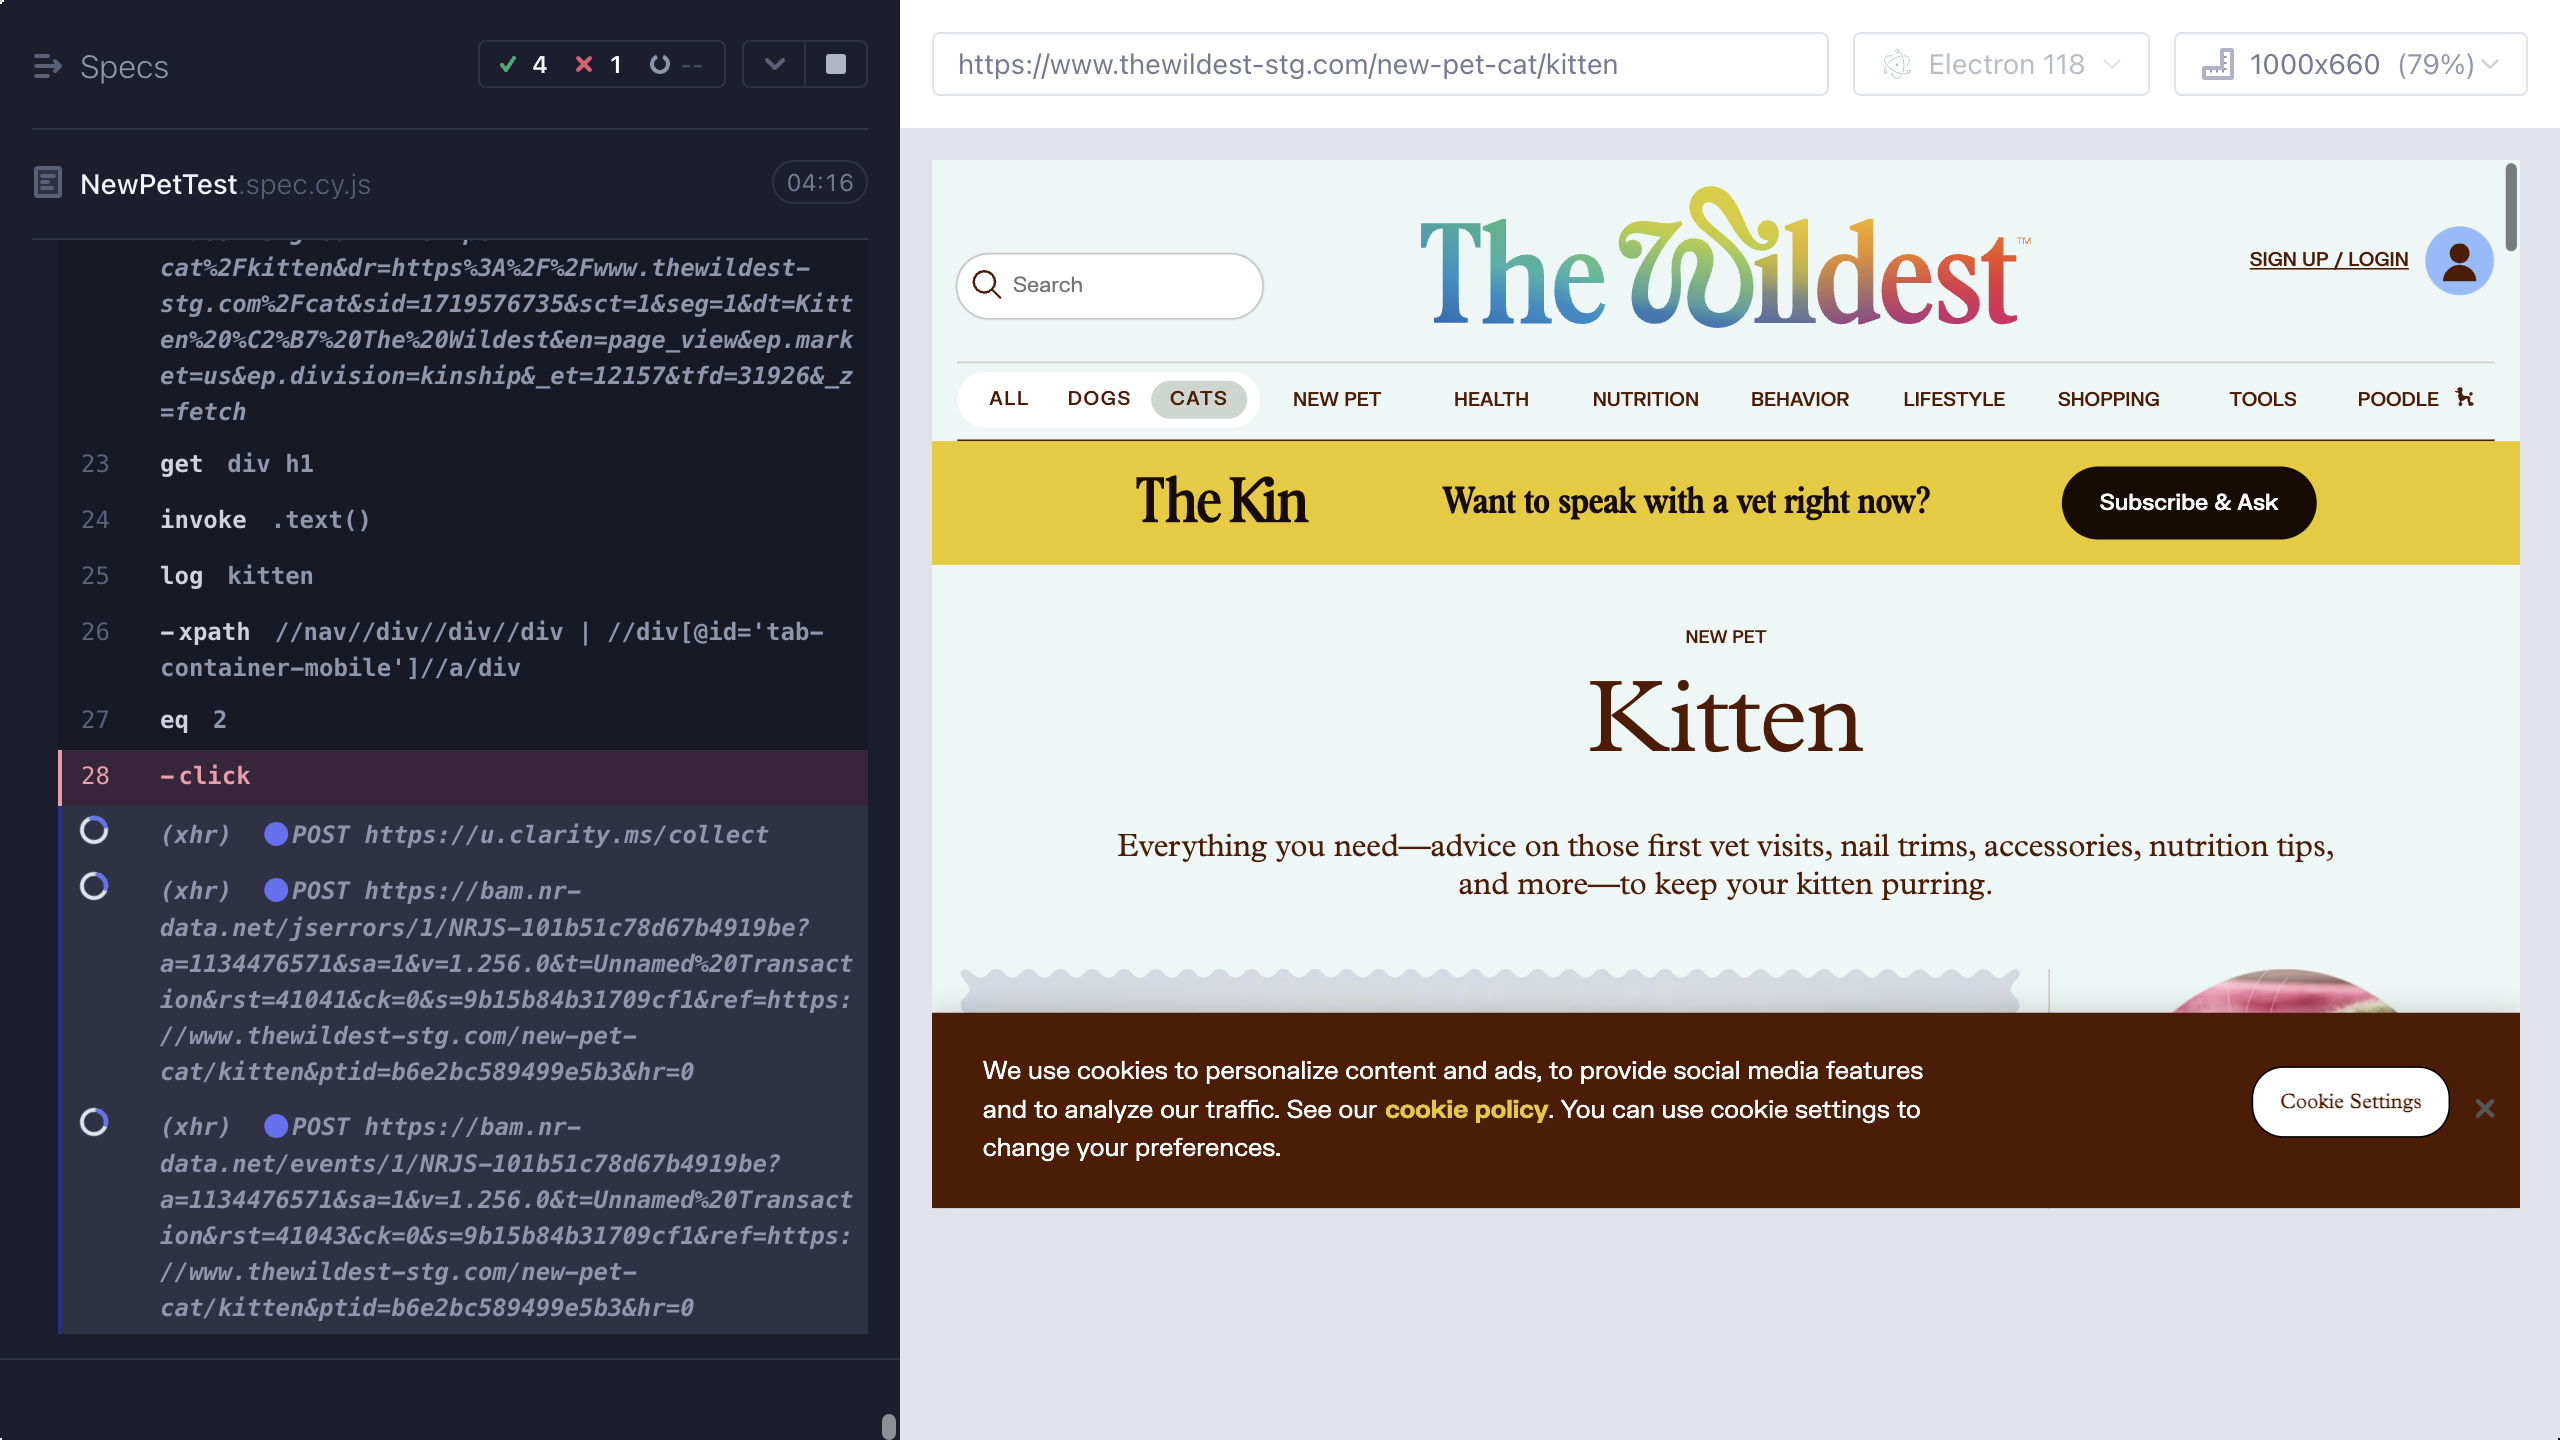 Specs
4 1 --
NewPetTest.spec.cy.js
04:16
cat%2Fkitten&dr=https%3A%2F%2Fwww.thewildest-
stg.com%2Fcat&sid=1719576735&sct=1&seg=1&dt=Kitt
en%20%C2%B7%20The%20Wildest&en=page_view&ep.mark
et=us&ep.division=kinship&_et=12157&tfd=31926&_z
=fetch
23 get div h1
24 invoke .text()
25 log kitten
26 -xpath //nav//div//div//div | //div[@id='tab-
container-mobile']//a/div
27 eq 2
28 -click
(xhr) POST https://u.clarity.ms/collect
(xhr) POST https://bam.nr-
data.net/jserrors/1/NRJS-101b51c78d67b4919be?
a=1134476571&sa=1&v=1.256.0&t=Unnamed%20Transact
ion&rst=41041&ck=0&s=9b15b84b31709cf1&ref=https:
//www.thewildest-stg.com/new-pet-
cat/kitten&ptid=b6e2bc589499e5b3&hr=0
(xhr) POST https://bam.nr-
data.net/events/1/NRJS-101b51c78d67b4919be?
a=1134476571&sa=1&v=1.256.0&t=Unnamed%20Transact
ion&rst=41043&ck=0&s=9b15b84b31709cf1&ref=https:
//www.thewildest-stg.com/new-pet-
cat/kitten&ptid=b6e2bc589499e5b3&hr=0
https://www.thewildest-stg.com/new-pet-cat/kitten
Electron 118
1000x660 (79%)
Search
The Wildest™
SIGN UP / LOGIN
ALL DOGS CATS NEW PET HEALTH NUTRITION BEHAVIOR LIFESTYLE SHOPPING TOOLS POODLE
The Kin
Want to speak with a vet right now?
Subscribe & Ask
NEW PET
Kitten
Everything you need—advice on those first vet visits, nail trims, accessories, nutrition tips,
and more—to keep your kitten purring.
We use cookies to personalize content and ads, to provide social media features
and to analyze our traffic. See our cookie policy. You can use cookie settings to
change your preferences.
Cookie Settings